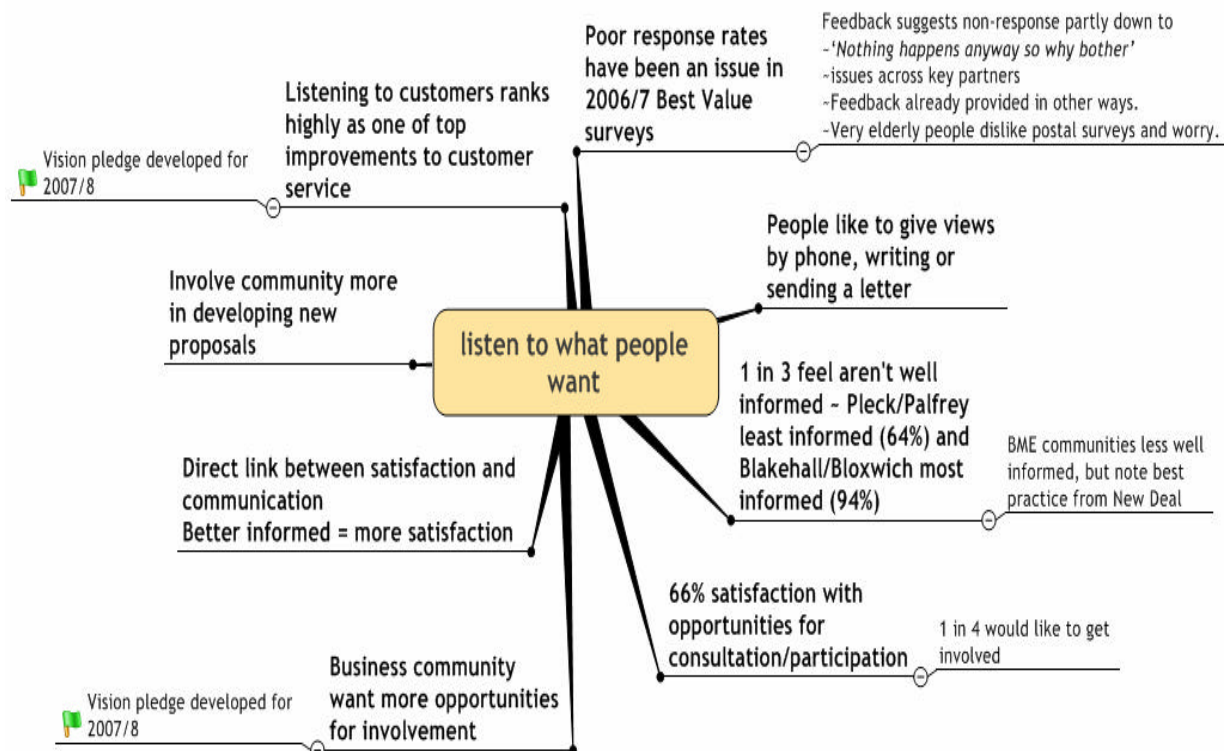 listen to what people
want
Poor response rates
have been an issue in
2006/7 Best Value
surveys
Feedback suggests non-response partly down to
~‘Nothing happens anyway so why bother’
~issues across key partners
~Feedback already provided in other ways.
~Very elderly people dislike postal surveys and worry.
People like to give views
by phone, writing or
sending a letter
1 in 3 feel aren't well
informed ~ Pleck/Palfrey
least informed (64%) and
Blakehall/Bloxwich most
informed (94%)
BME communities less well
informed, but note best
practice from New Deal
66% satisfaction with
opportunities for
consultation/participation
1 in 4 would like to get
involved
Business community
want more opportunities
for involvement
Vision pledge developed for
2007/8
Direct link between satisfaction and
communication
Better informed = more satisfaction
Involve community more
in developing new
proposals
Listening to customers ranks
highly as one of top
improvements to customer
service
Vision pledge developed for
2007/8